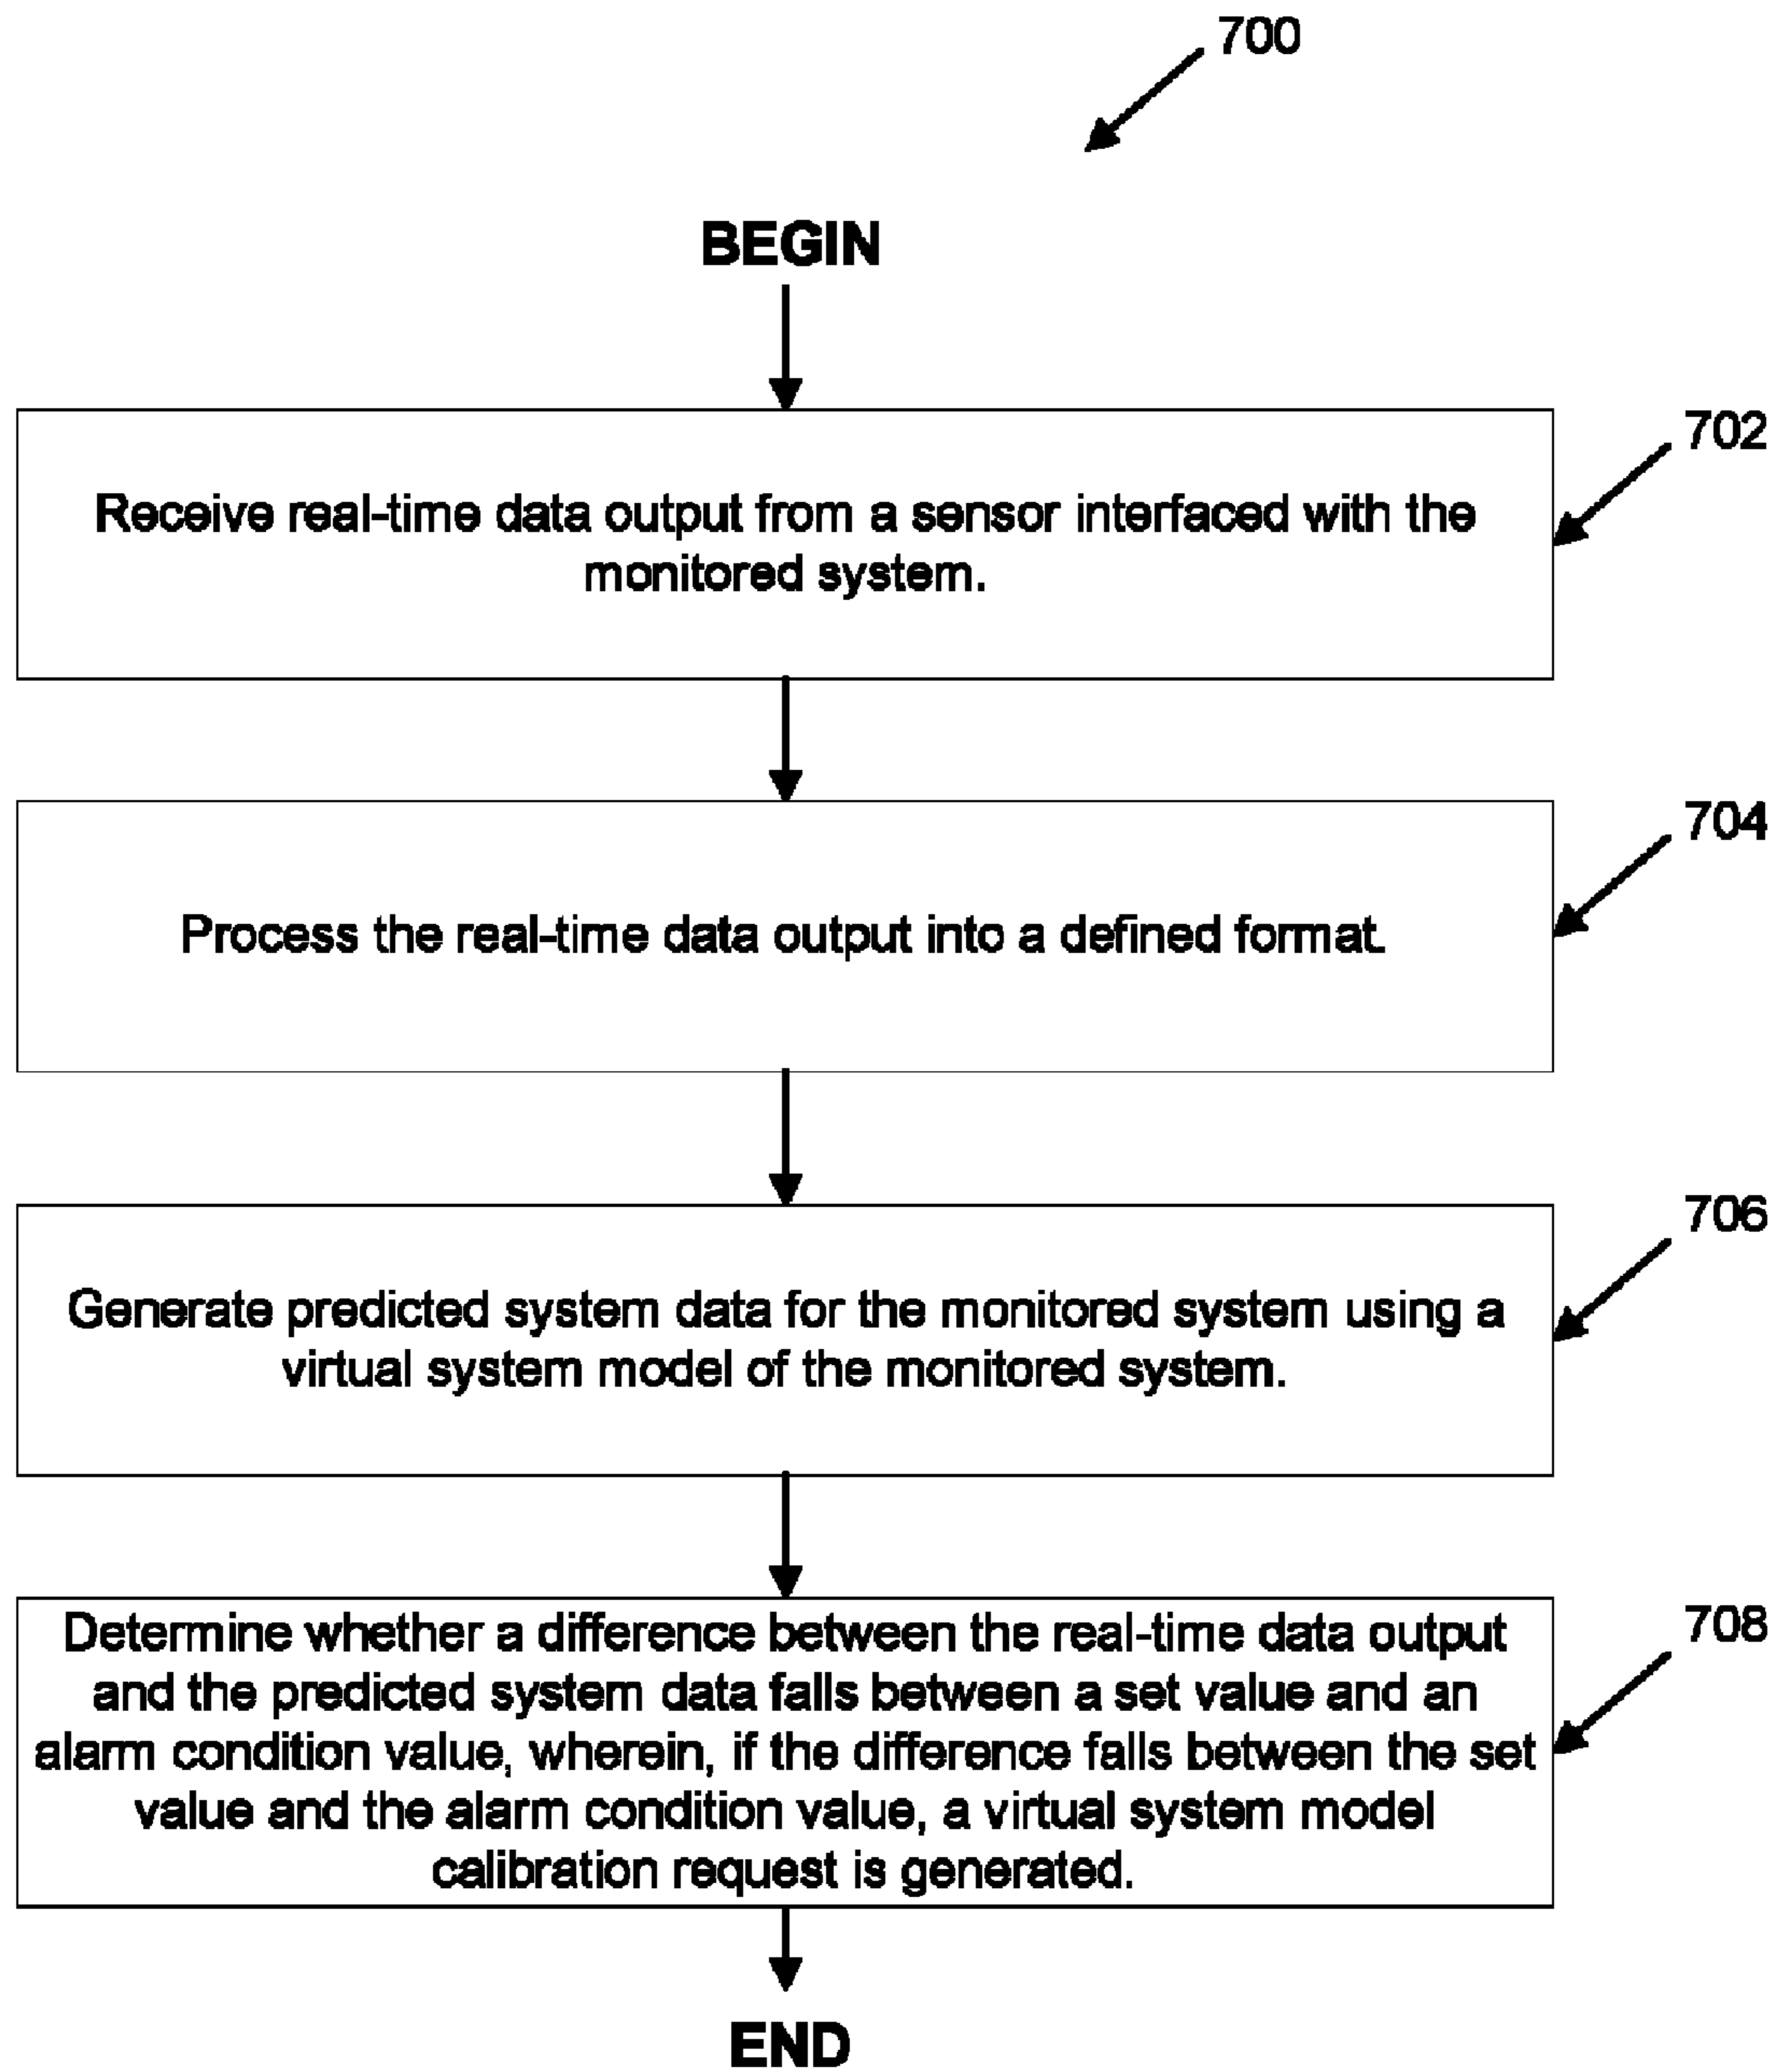 700
BEGIN
702
Receive real-time data output from a sensor interfaced with the
monitored system.
704
Process the real-time data output into a defined format.
706
Generate predicted system data for the monitored system using a
virtual system model of the monitored system.
708
Determine whether a difference between the real-time data output
and the predicted system data falls between a set value and an
alarm condition value, wherein, if the difference falls between the set
value and the alarm condition value, a virtual system model
calibration request is generated.
END